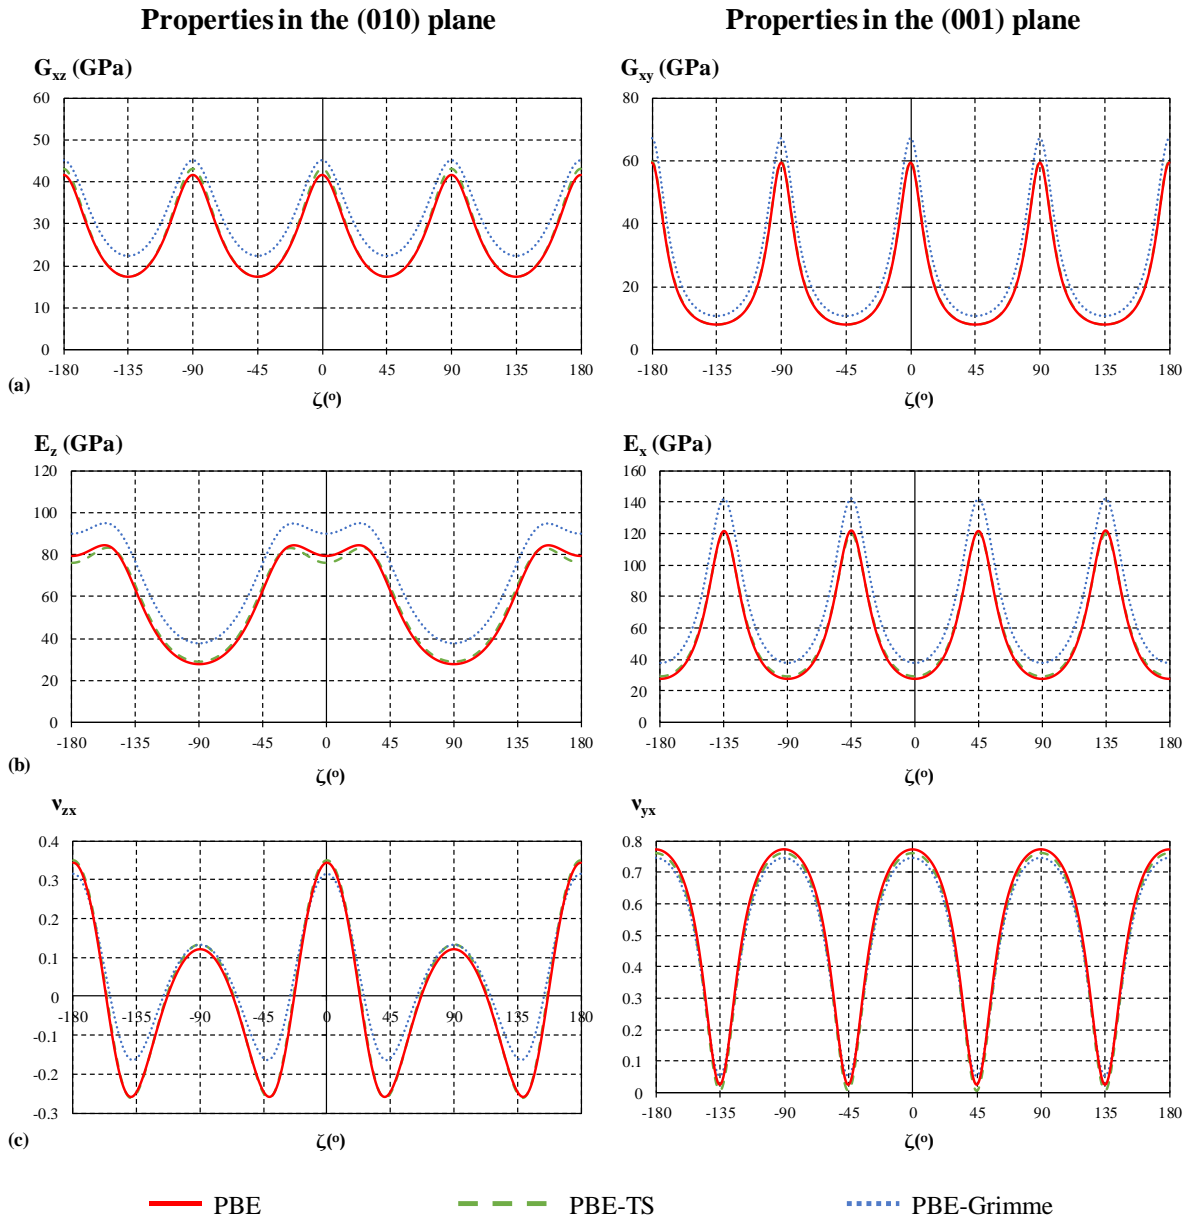 Properties in the (010) plane
Properties in the (001) plane
Gxz (GPa)
Gxy (GPa)
60
50
40
30
20
10
0
-180 -135 -90 -45 0 45 90 135 180
80
60
40
20
0
-180 -135 -90 -45 0 45 90 135 180
(a)
ζ(º)
ζ(º)
Ez (GPa)
Ex (GPa)
120
100
80
60
40
20
0
-180 -135 -90 -45 0 45 90 135 180
160
140
120
100
80
60
40
20
0
-180 -135 -90 -45 0 45 90 135 180
(b)
ζ(º)
ζ(º)
νzx
νyx
0.4
0.3
0.2
0.1
0
-0.1
-0.2
-0.3
-180 -135 -90 -45 0 45 90 135 180
0.8
0.7
0.6
0.5
0.4
0.3
0.2
0.1
0
-180 -135 -90 -45 0 45 90 135 180
(c)
ζ(º)
ζ(º)
PBE
PBE-TS
PBE-Grimme